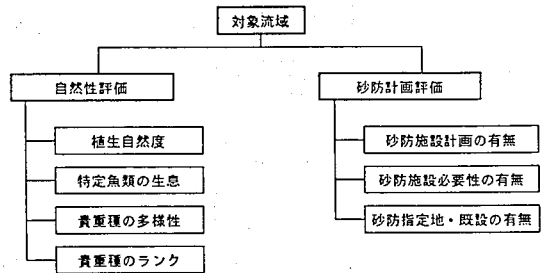 対象流域
自然性評価
植生自然度
特定魚類の生息
貴重種の多様性
貴重種のランク
砂防計画評価
砂防施設計画の有無
砂防施設必要性の有無
砂防指定地・既設の有無